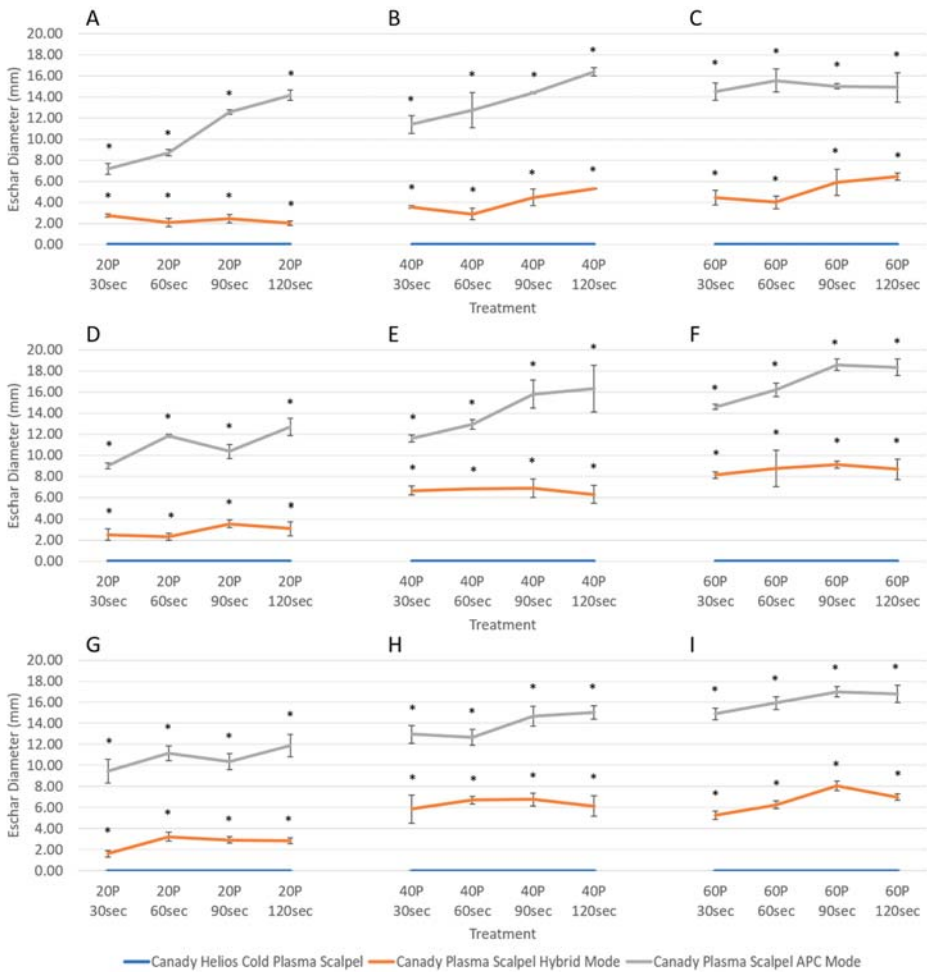 A B C
20.00
18.00
16.00
14.00
12.00
10.00
8.00
6.00
4.00
2.00
0.00
Eschar Diameter (mm)
* * * * * * * * * * * *
* * * * * * * * * * * *
20P 20P 20P 20P 40P 40P 40P 40P 60P 60P 60P 60P
30sec 60sec 90sec 120sec 30sec 60sec 90sec 120sec 30sec 60sec 90sec 120sec
Treatment
D E F
20.00
18.00
16.00
14.00
12.00
10.00
8.00
6.00
4.00
2.00
0.00
Eschar Diameter (mm)
* * * * * * * * * * * *
* * * * * * * * * * * *
20P 20P 20P 20P 40P 40P 40P 40P 60P 60P 60P 60P
30sec 60sec 90sec 120sec 30sec 60sec 90sec 120sec 30sec 60sec 90sec 120sec
Treatment
G H I
20.00
18.00
16.00
14.00
12.00
10.00
8.00
6.00
4.00
2.00
0.00
Eschar Diameter (mm)
* * * * * * * * * * * *
* * * * * * * * * * * *
20P 20P 20P 20P 40P 40P 40P 40P 60P 60P 60P 60P
30sec 60sec 90sec 120sec 30sec 60sec 90sec 120sec 30sec 60sec 90sec 120sec
Treatment
Canady Helios Cold Plasma Scalpel Canady Plasma Scalpel Hybrid Mode Canady Plasma Scalpel APC Mode